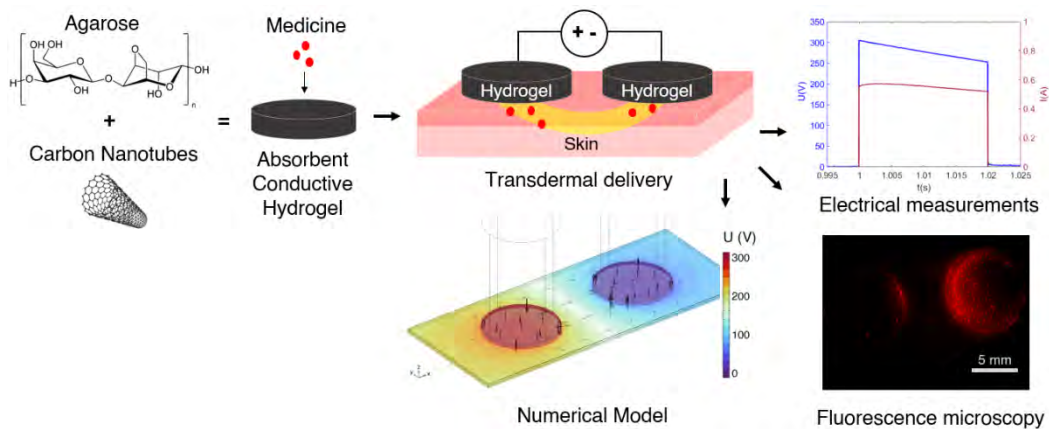 Agarose
OH
OH
O
O
O
OH
HO
H
O
O
OH
HO
n
+
Carbon Nanotubes
=
Medicine
Absorbent
Conductive
Hydrogel
+ -
Hydrogel
Hydrogel
Skin
Transdermal delivery
U (V)
300
200
100
0
Numerical Model
U(V)
350
300
250
200
150
100
50
0
0.995
1
1.005
1.01
1.015
1.02
1.025
t(s)
1
0.8
0.6
0.4
0.2
0
I(A)
Electrical measurements
5 mm
Fluorescence microscopy